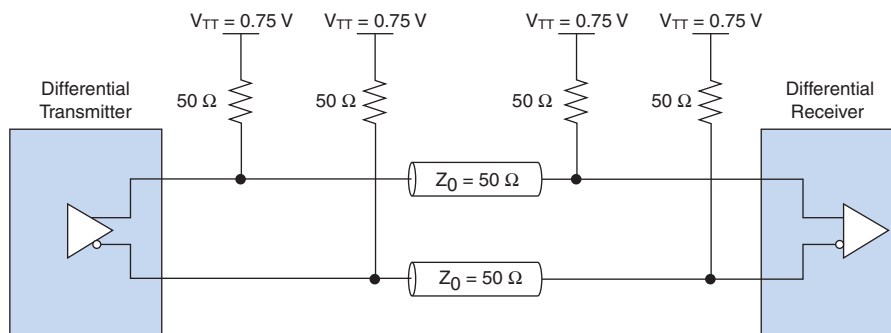 V_TT = 0.75 V V_TT = 0.75 V V_TT = 0.75 V V_TT = 0.75 V
Differential
Transmitter
50 Ω 50 Ω 50 Ω 50 Ω
Differential
Receiver
Z_0 = 50 Ω
Z_0 = 50 Ω